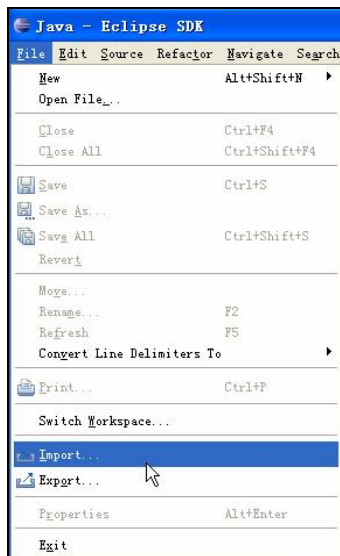 Java - Eclipse SDK
File Edit Source Refactor Navigate Search
New Alt+Shift+N
Open File...
Close Ctrl+F4
Close All Ctrl+Shift+F4
Save Ctrl+S
Save As...
Save All Ctrl+Shift+S
Revert
Move...
Rename... F2
Refresh F5
Convert Line Delimiters To
Print... Ctrl+P
Switch Workspace...
Import...
Export...
Properties Alt+Enter
Exit